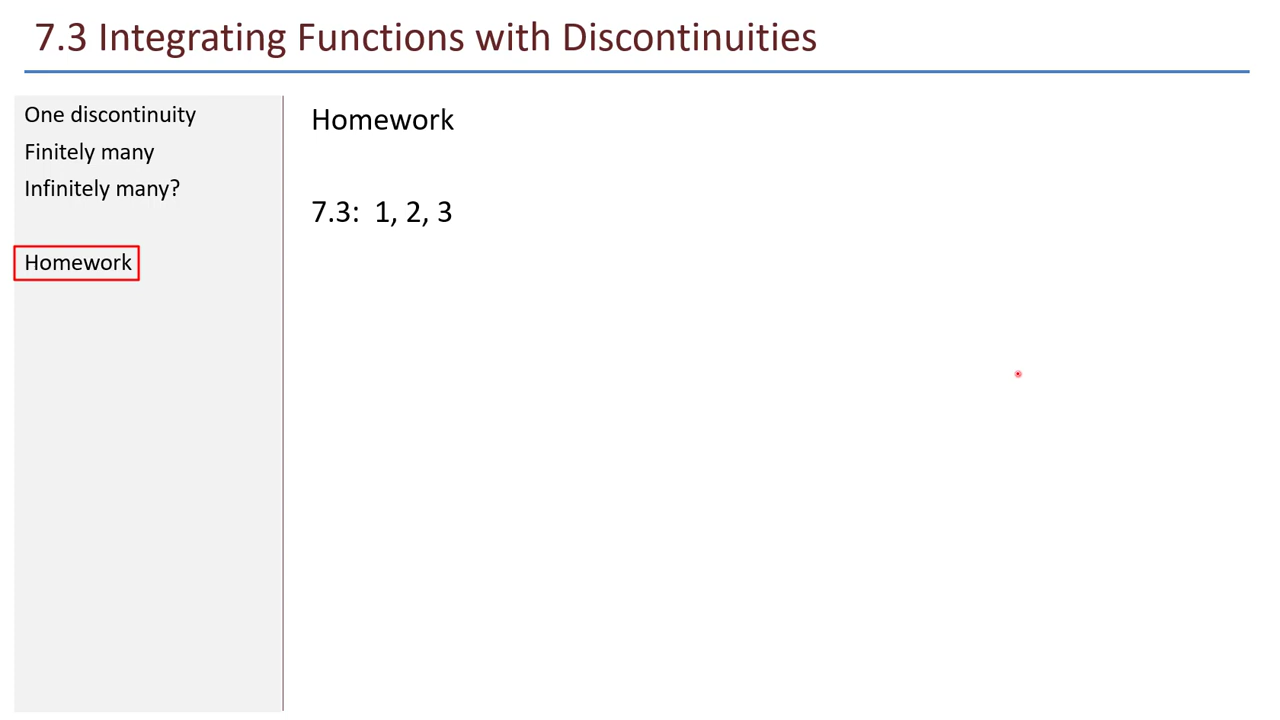 7.3 Integrating Functions with Discontinuities
One discontinuity
Finitely many
Infinitely many?
Homework
Homework
7.3: 1, 2, 3